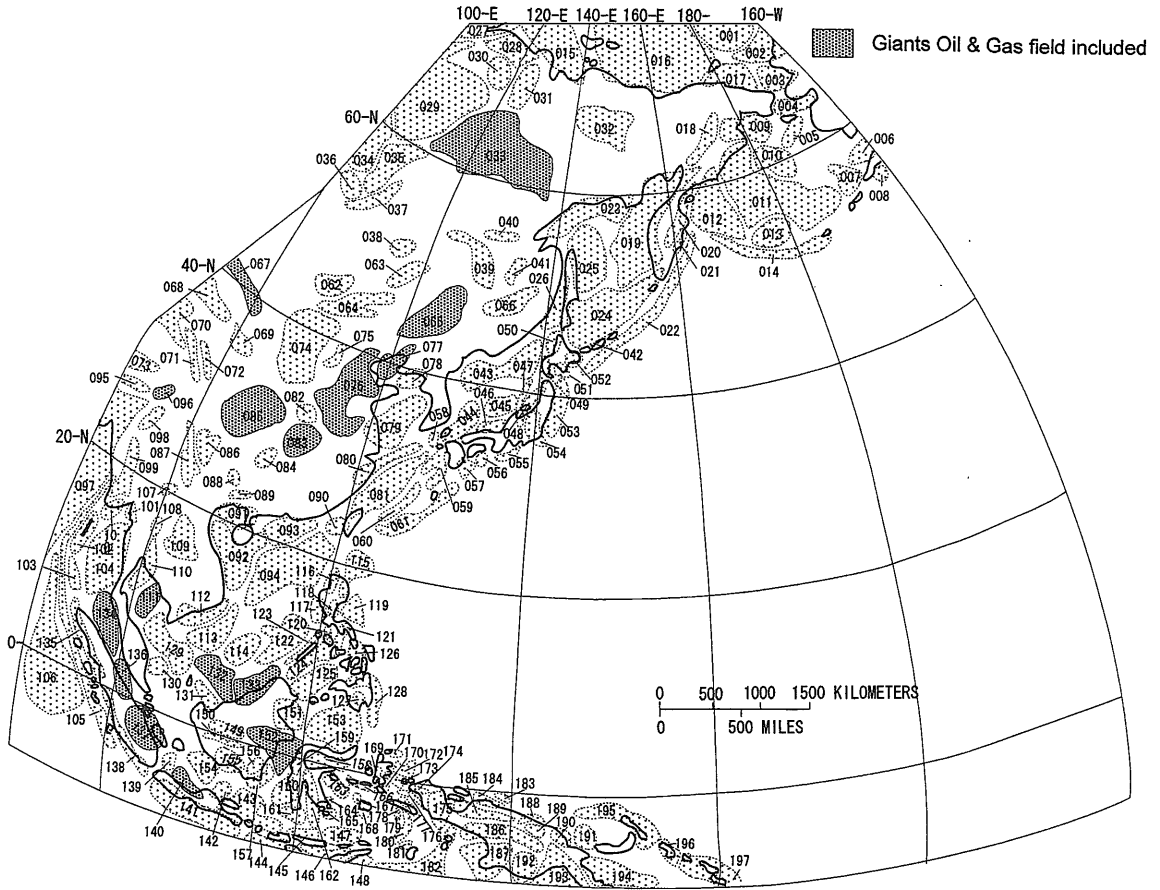 100-E 120-E 140-E 160-E 180- 160-W
Giants Oil & Gas field included
027 028 015 016 001 002
030 017 003
031 004
029 032 018 009 005 006
60-N
033 010 007 008
036 034 035 011
037 023 012 013
038 040 019 020 014
063 039 041 025 021
026
40-N 067
068 062 064 066 024 022
070 069 075 050 042
074 077 078
071 072 043 047 052
073 076 051
095 096 082 046 045 049
058 044 048 053
083 079 054
20-N 098 087 086 084 080 056 055
099 088 057
097 107 089 081 059
101 108 091 090 061
109 092 093 060
103 102 110 094 115
104 116
112 118 119
117
123 120 121
0- 135 113 114 122 126
136 124 125
106 130 131 127 128
105 150 151 153
0 500 1000 1500 KILOMETERS
0 500 MILES
149 159 171
156 169 170 172 174
138 154 158 173
139 185 184 183
140 141 143 161 164 167 175 188 189
165 178 190 195
142 168 179 176 186 191
147 180 196
157 144 181 187 192 197
145 146 162 148 182 193 194